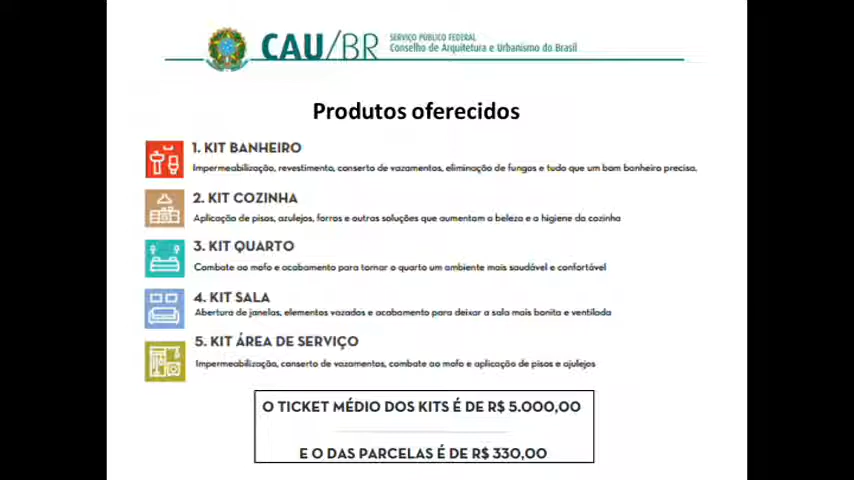 CAU/BR
SERVIÇO PÚBLICO FEDERAL
Conselho de Arquitetura e Urbanismo do Brasil
Produtos oferecidos
1. KIT BANHEIRO
Impermeabilização, revestimento, conserto de vazamentos, eliminação de fungos e tudo que um bom banheiro precisa.
2. KIT COZINHA
Aplicação de pisos, azulejos, forros e outras soluções que aumentam a beleza e a higiene da cozinha
3. KIT QUARTO
Combate ao mofo e acabamento para tornar o quarto um ambiente mais saudável e confortável
4. KIT SALA
Abertura de janelas, elementos vazados e acabamento para deixar a sala mais bonita e ventilada
5. KIT ÁREA DE SERVIÇO
Impermeabilização, conserto de vazamentos, combate ao mofo e aplicação de pisos e ajulejos
O TICKET MÉDIO DOS KITS É DE R$ 5.000,00
E O DAS PARCELAS É DE R$ 330,00